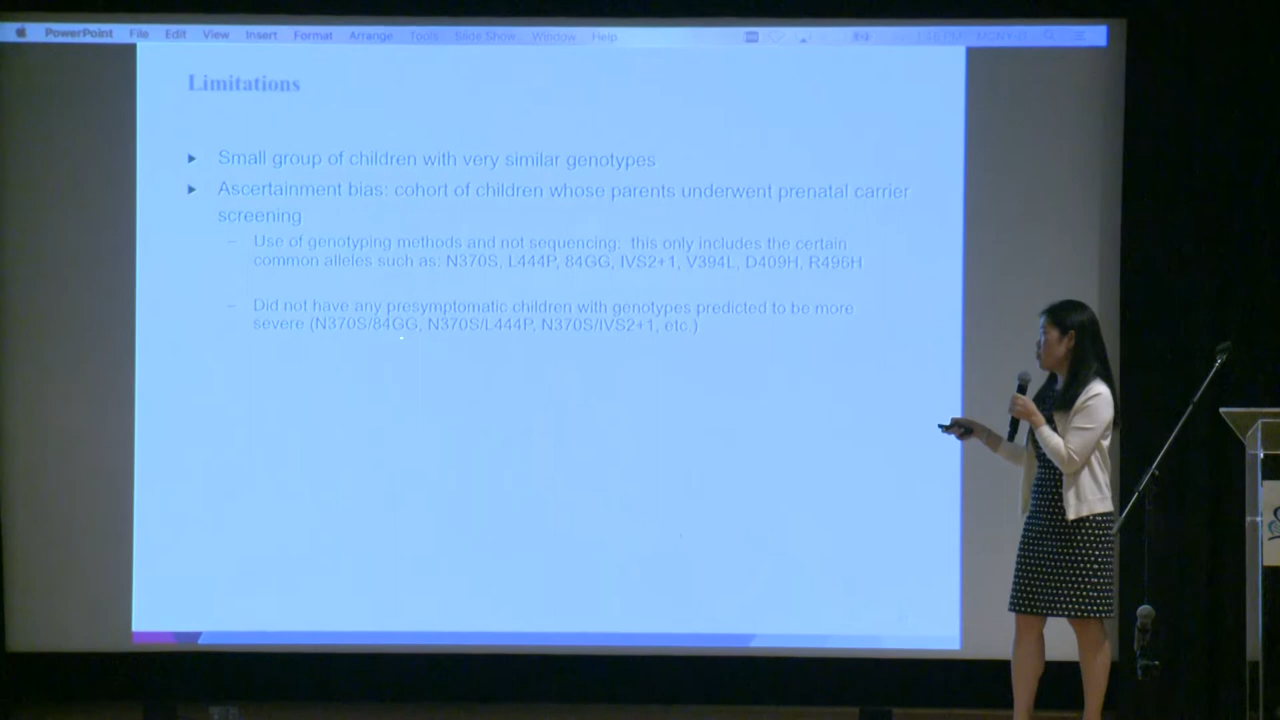 PowerPoint File Edit View Insert Format Arrange Tools Slide Show Window Help
Limitations
Small group of children with very similar genotypes
Ascertainment bias: cohort of children whose parents underwent prenatal carrier
screening
– Use of genotyping methods and not sequencing: this only includes the certain
common alleles such as: N370S, L444P, 84GG, IVS2+1, V394L, D409H, R496H
– Did not have any presymptomatic children with genotypes predicted to be more
severe (N370S/84GG, N370S/L444P, N370S/IVS2+1, etc.)